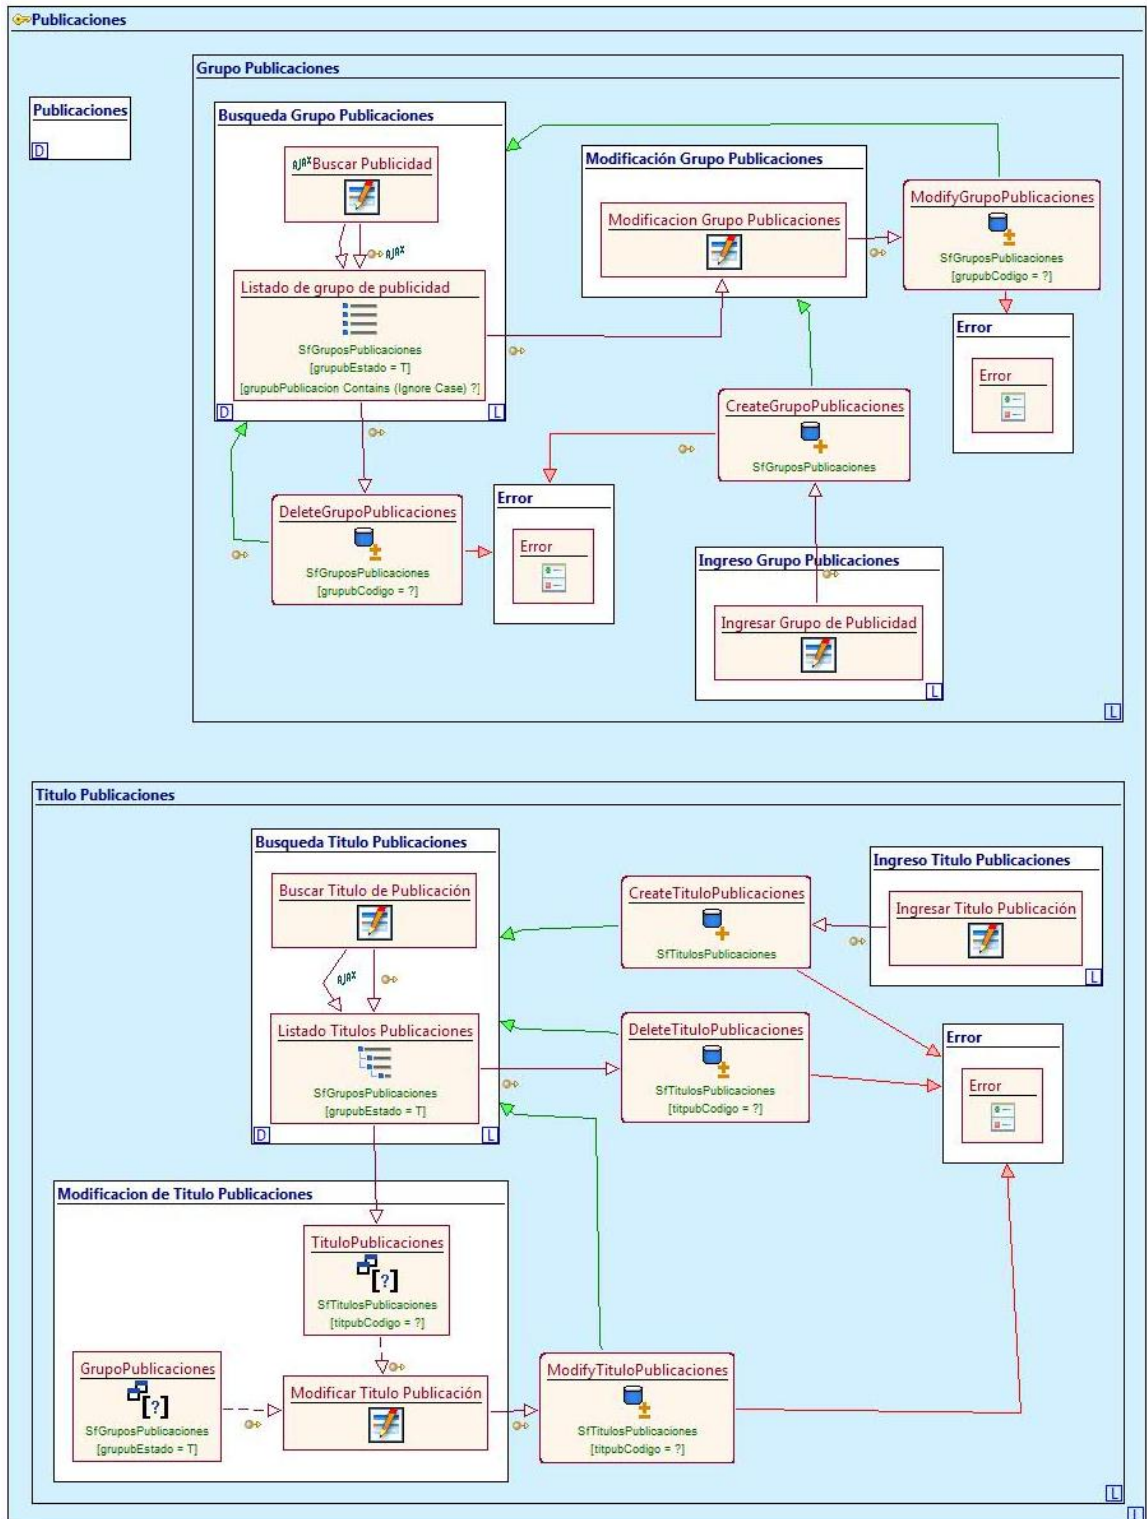 Publicaciones
Grupo Publicaciones
Publicaciones
D
Busqueda Grupo Publicaciones
AJAX Buscar Publicidad
AJAX
Listado de grupo de publicidad
SfGruposPublicaciones
[grupubEstado = T]
[grupubPublicacion Contains (Ignore Case) ?]
D
L
Modificación Grupo Publicaciones
Modificacion Grupo Publicaciones
ModifyGrupoPublicaciones
SfGruposPublicaciones
[grupubCodigo = ?]
Error
Error
CreateGrupoPublicaciones
SfGruposPublicaciones
DeleteGrupoPublicaciones
SfGruposPublicaciones
[grupubCodigo = ?]
Error
Error
Ingreso Grupo Publicaciones
Ingresar Grupo de Publicidad
L
L
Titulo Publicaciones
Busqueda Titulo Publicaciones
Buscar Titulo de Publicación
AJAX
Listado Titulos Publicaciones
SfGruposPublicaciones
[grupubEstado = T]
D
L
CreateTituloPublicaciones
SfTitulosPublicaciones
Ingreso Titulo Publicaciones
Ingresar Titulo Publicación
L
DeleteTituloPublicaciones
SfTitulosPublicaciones
[titpubCodigo = ?]
Error
Error
Modificacion de Titulo Publicaciones
TituloPublicaciones
[?]
SfTitulosPublicaciones
[titpubCodigo = ?]
GrupoPublicaciones
[?]
SfGruposPublicaciones
[grupubEstado = T]
Modificar Titulo Publicación
ModifyTituloPublicaciones
SfTitulosPublicaciones
[titpubCodigo = ?]
L
L